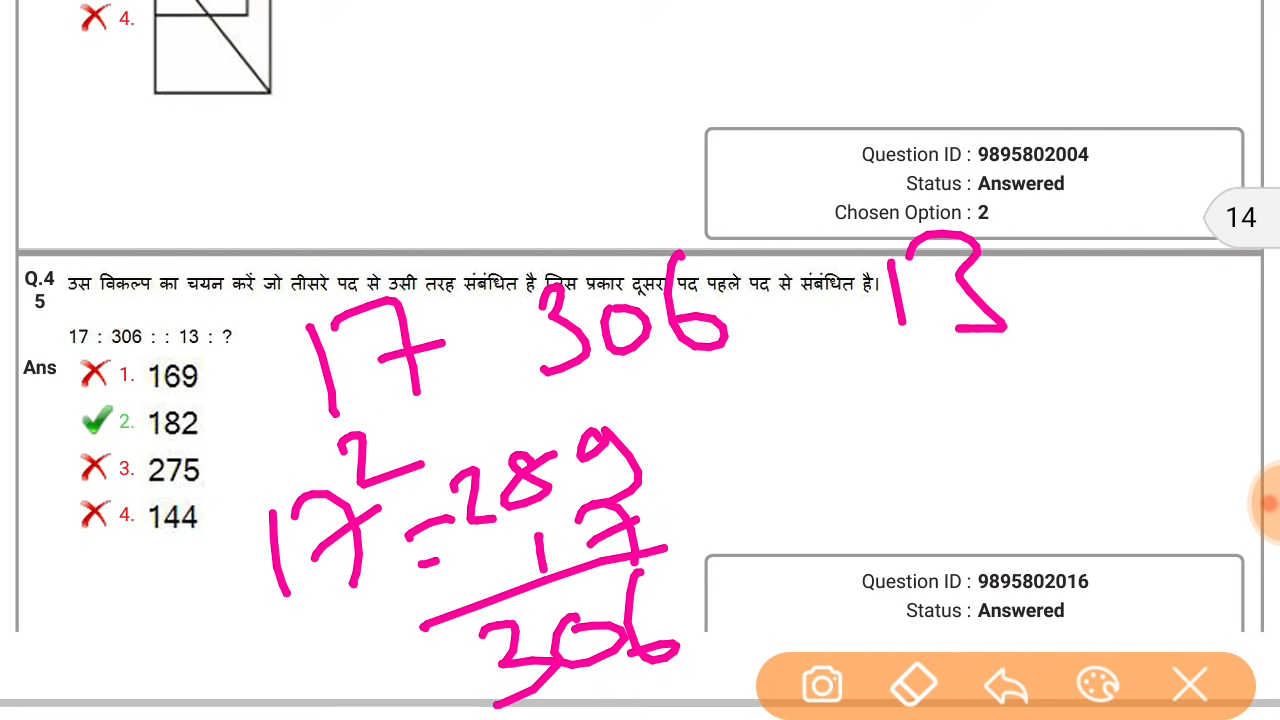 4.
Question ID : 9895802004
Status : Answered
Chosen Option : 2
14
Q.4
5
उस विकल्प का चयन करें जो तीसरे पद से उसी तरह संबंधित है जिस प्रकार दूसरा पद पहले पद से संबंधित है।
13
17 306
17 : 306 : : 13 : ?
Ans
1. 169
2. 182
3. 275
4. 144
17² = 289
17
306
Question ID : 9895802016
Status : Answered